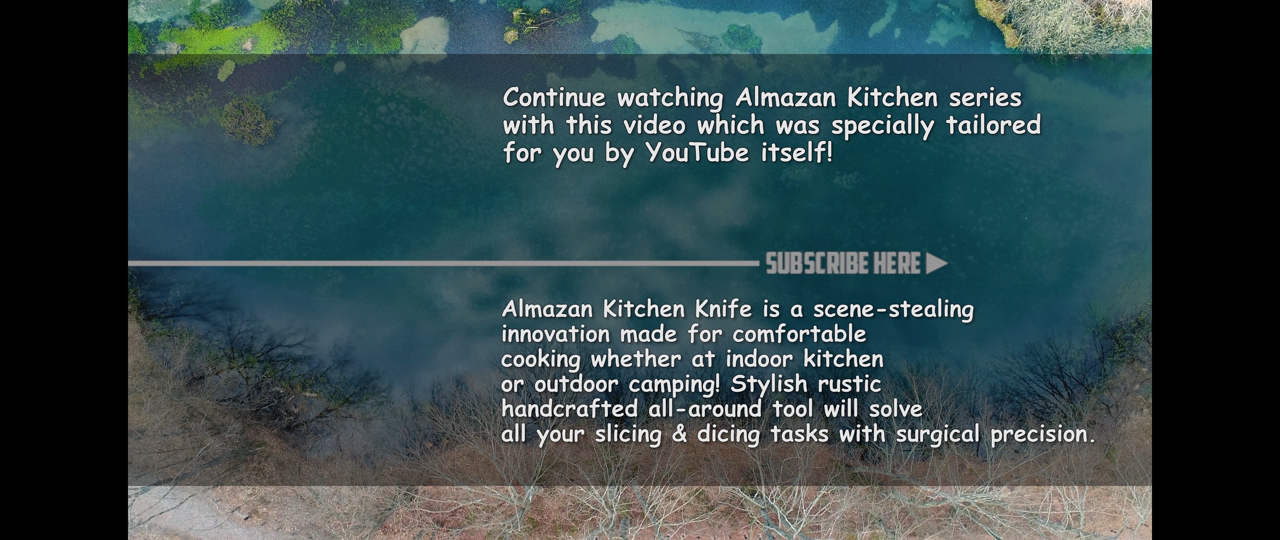 Continue watching Almazan Kitchen series
with this video which was specially tailored
for you by YouTube itself!
SUBSCRIBE HERE
Almazan Kitchen Knife is a scene-stealing
innovation made for comfortable
cooking whether at indoor kitchen
or outdoor camping! Stylish rustic
handcrafted all-around tool will solve
all your slicing & dicing tasks with surgical precision.